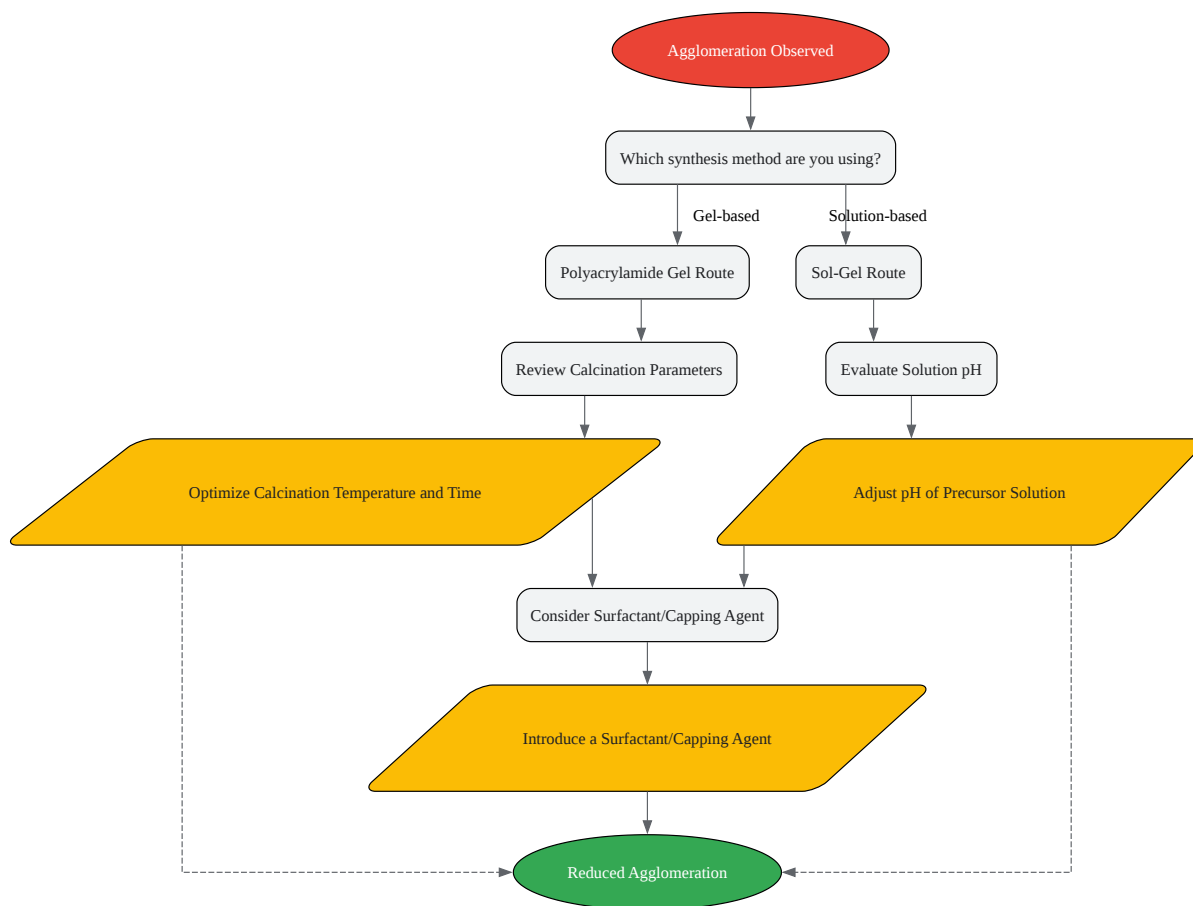 Agglomeration Observed
Which synthesis method are you using?
Gel-based
Solution-based
Polyacrylamide Gel Route
Sol-Gel Route
Review Calcination Parameters
Evaluate Solution pH
Optimize Calcination Temperature and Time
Adjust pH of Precursor Solution
Consider Surfactant/Capping Agent
Introduce a Surfactant/Capping Agent
Reduced Agglomeration